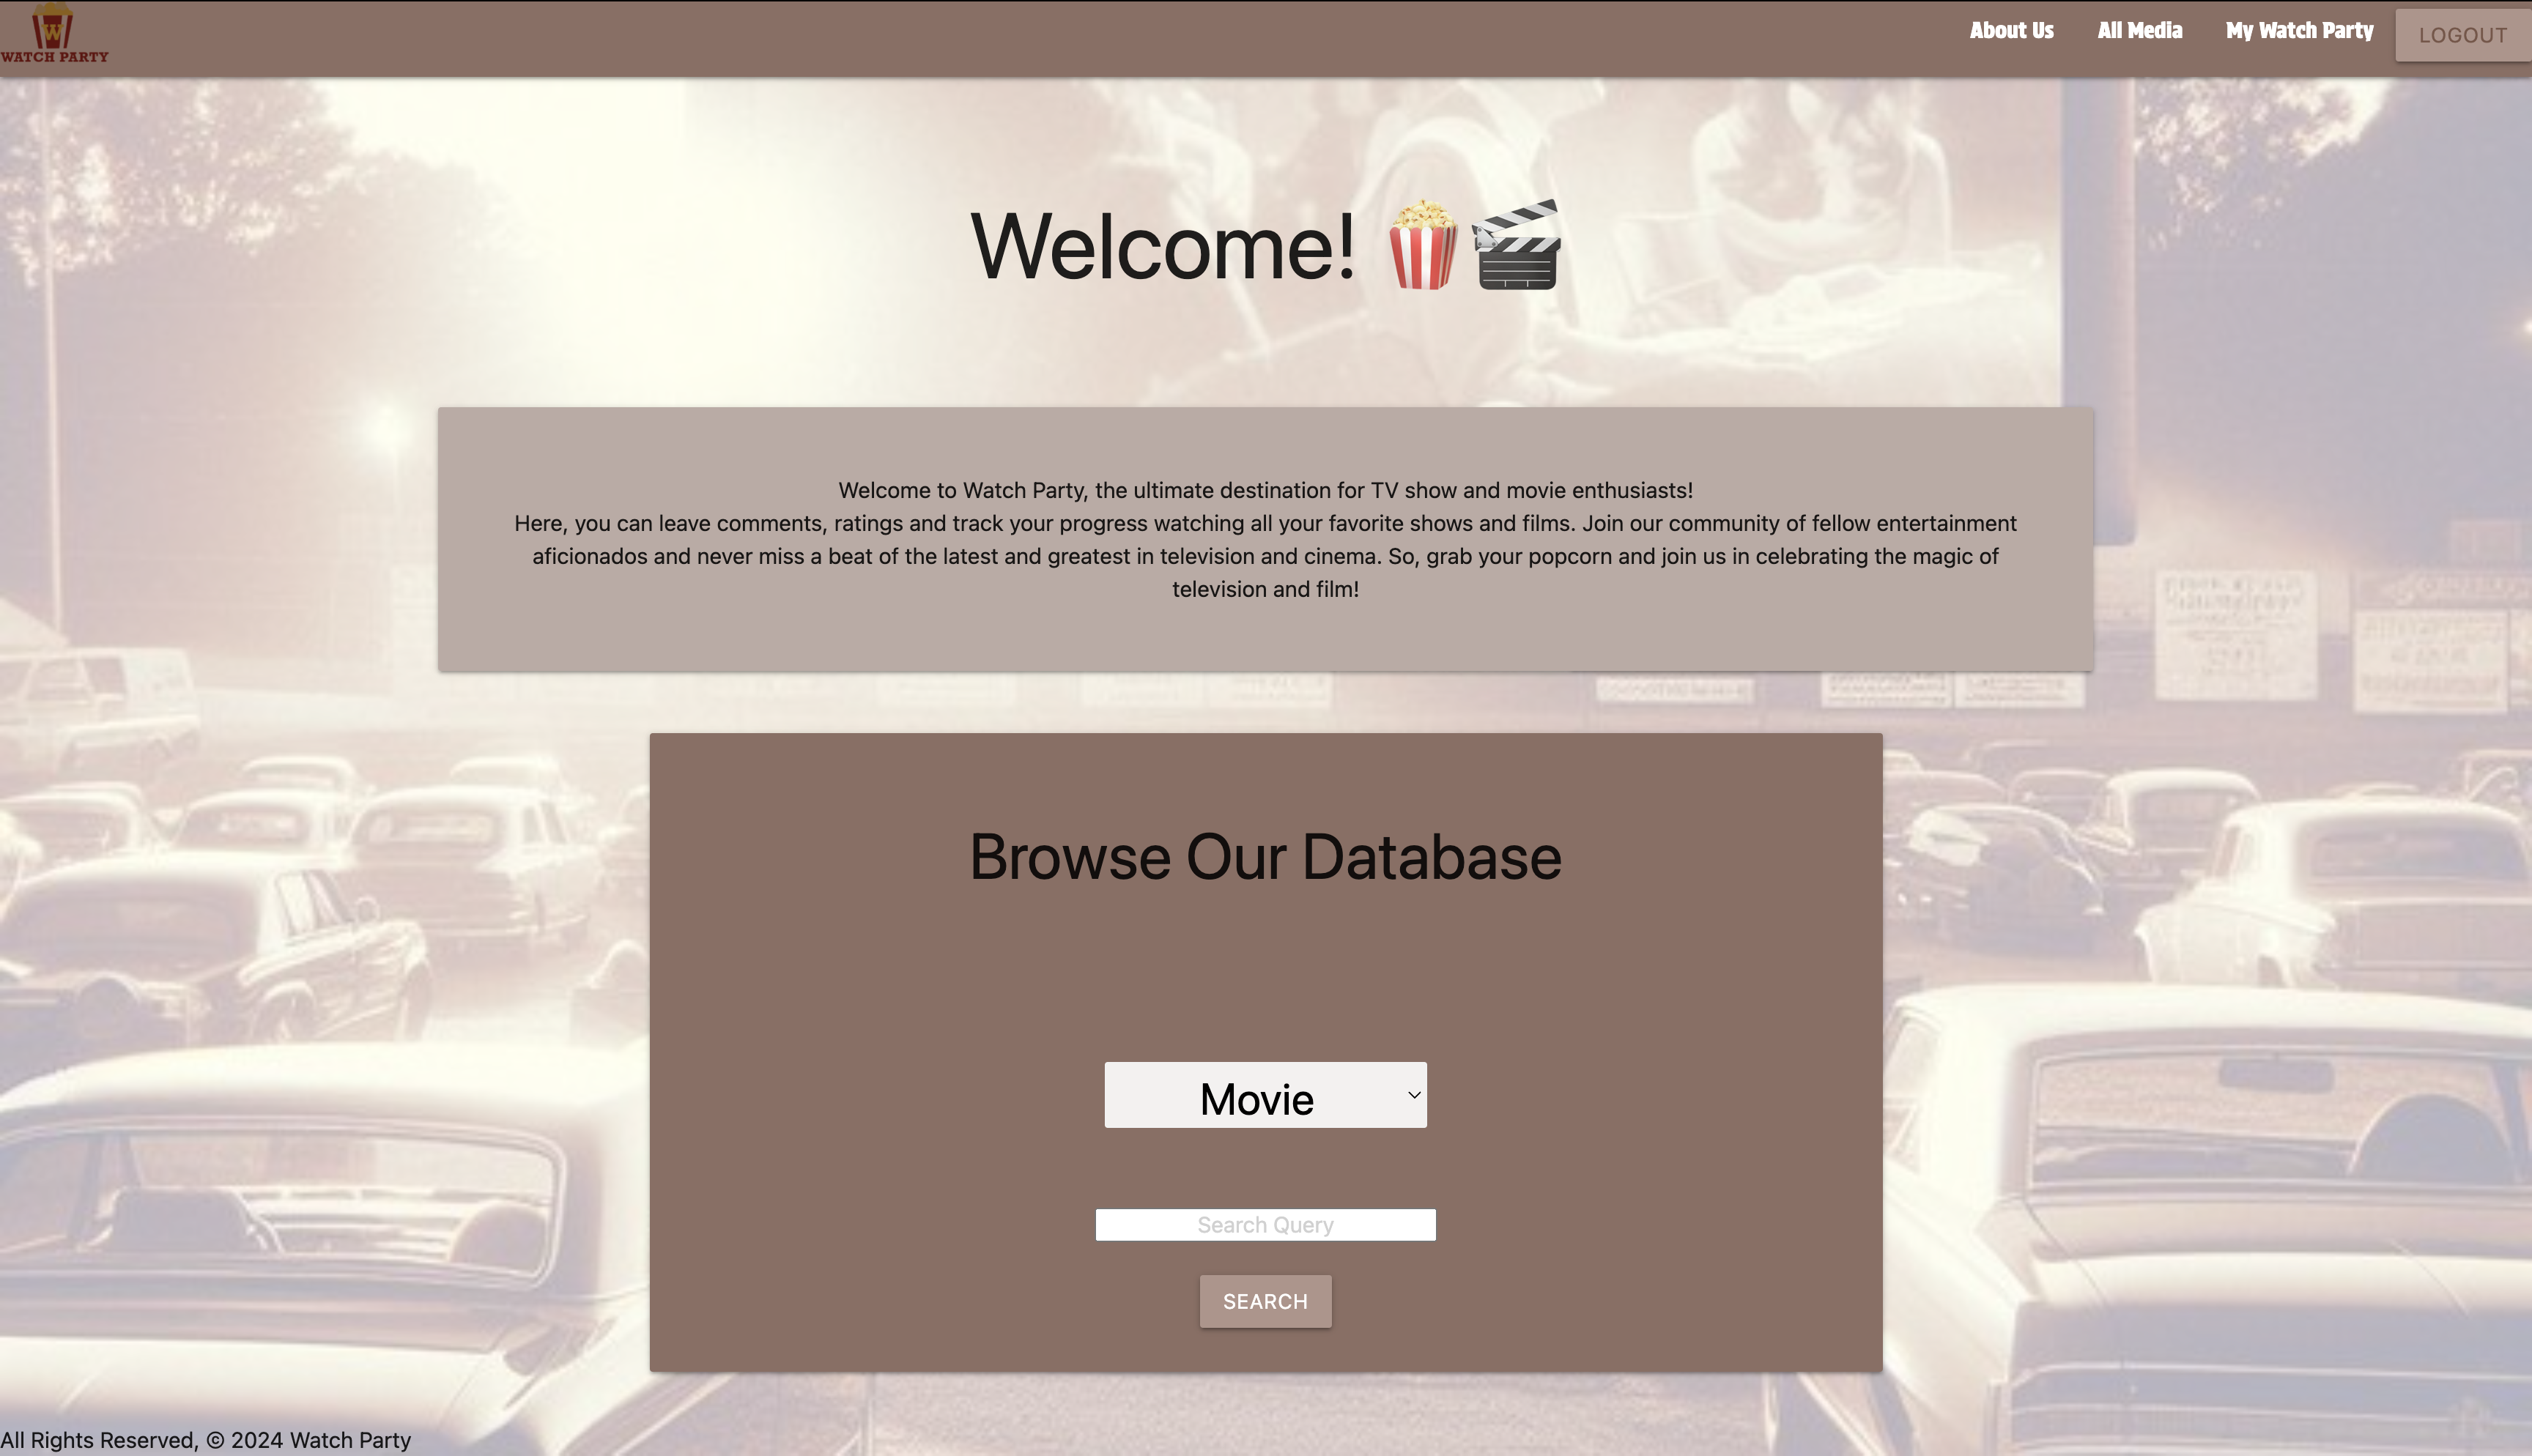 W
WATCH PARTY
About Us
All Media
My Watch Party
LOGOUT
Welcome! 🍿🎬
Welcome to Watch Party, the ultimate destination for TV show and movie enthusiasts!
Here, you can leave comments, ratings and track your progress watching all your favorite shows and films. Join our community of fellow entertainment
aficionados and never miss a beat of the latest and greatest in television and cinema. So, grab your popcorn and join us in celebrating the magic of
television and film!
Browse Our Database
Movie
Search Query
SEARCH
All Rights Reserved, © 2024 Watch Party